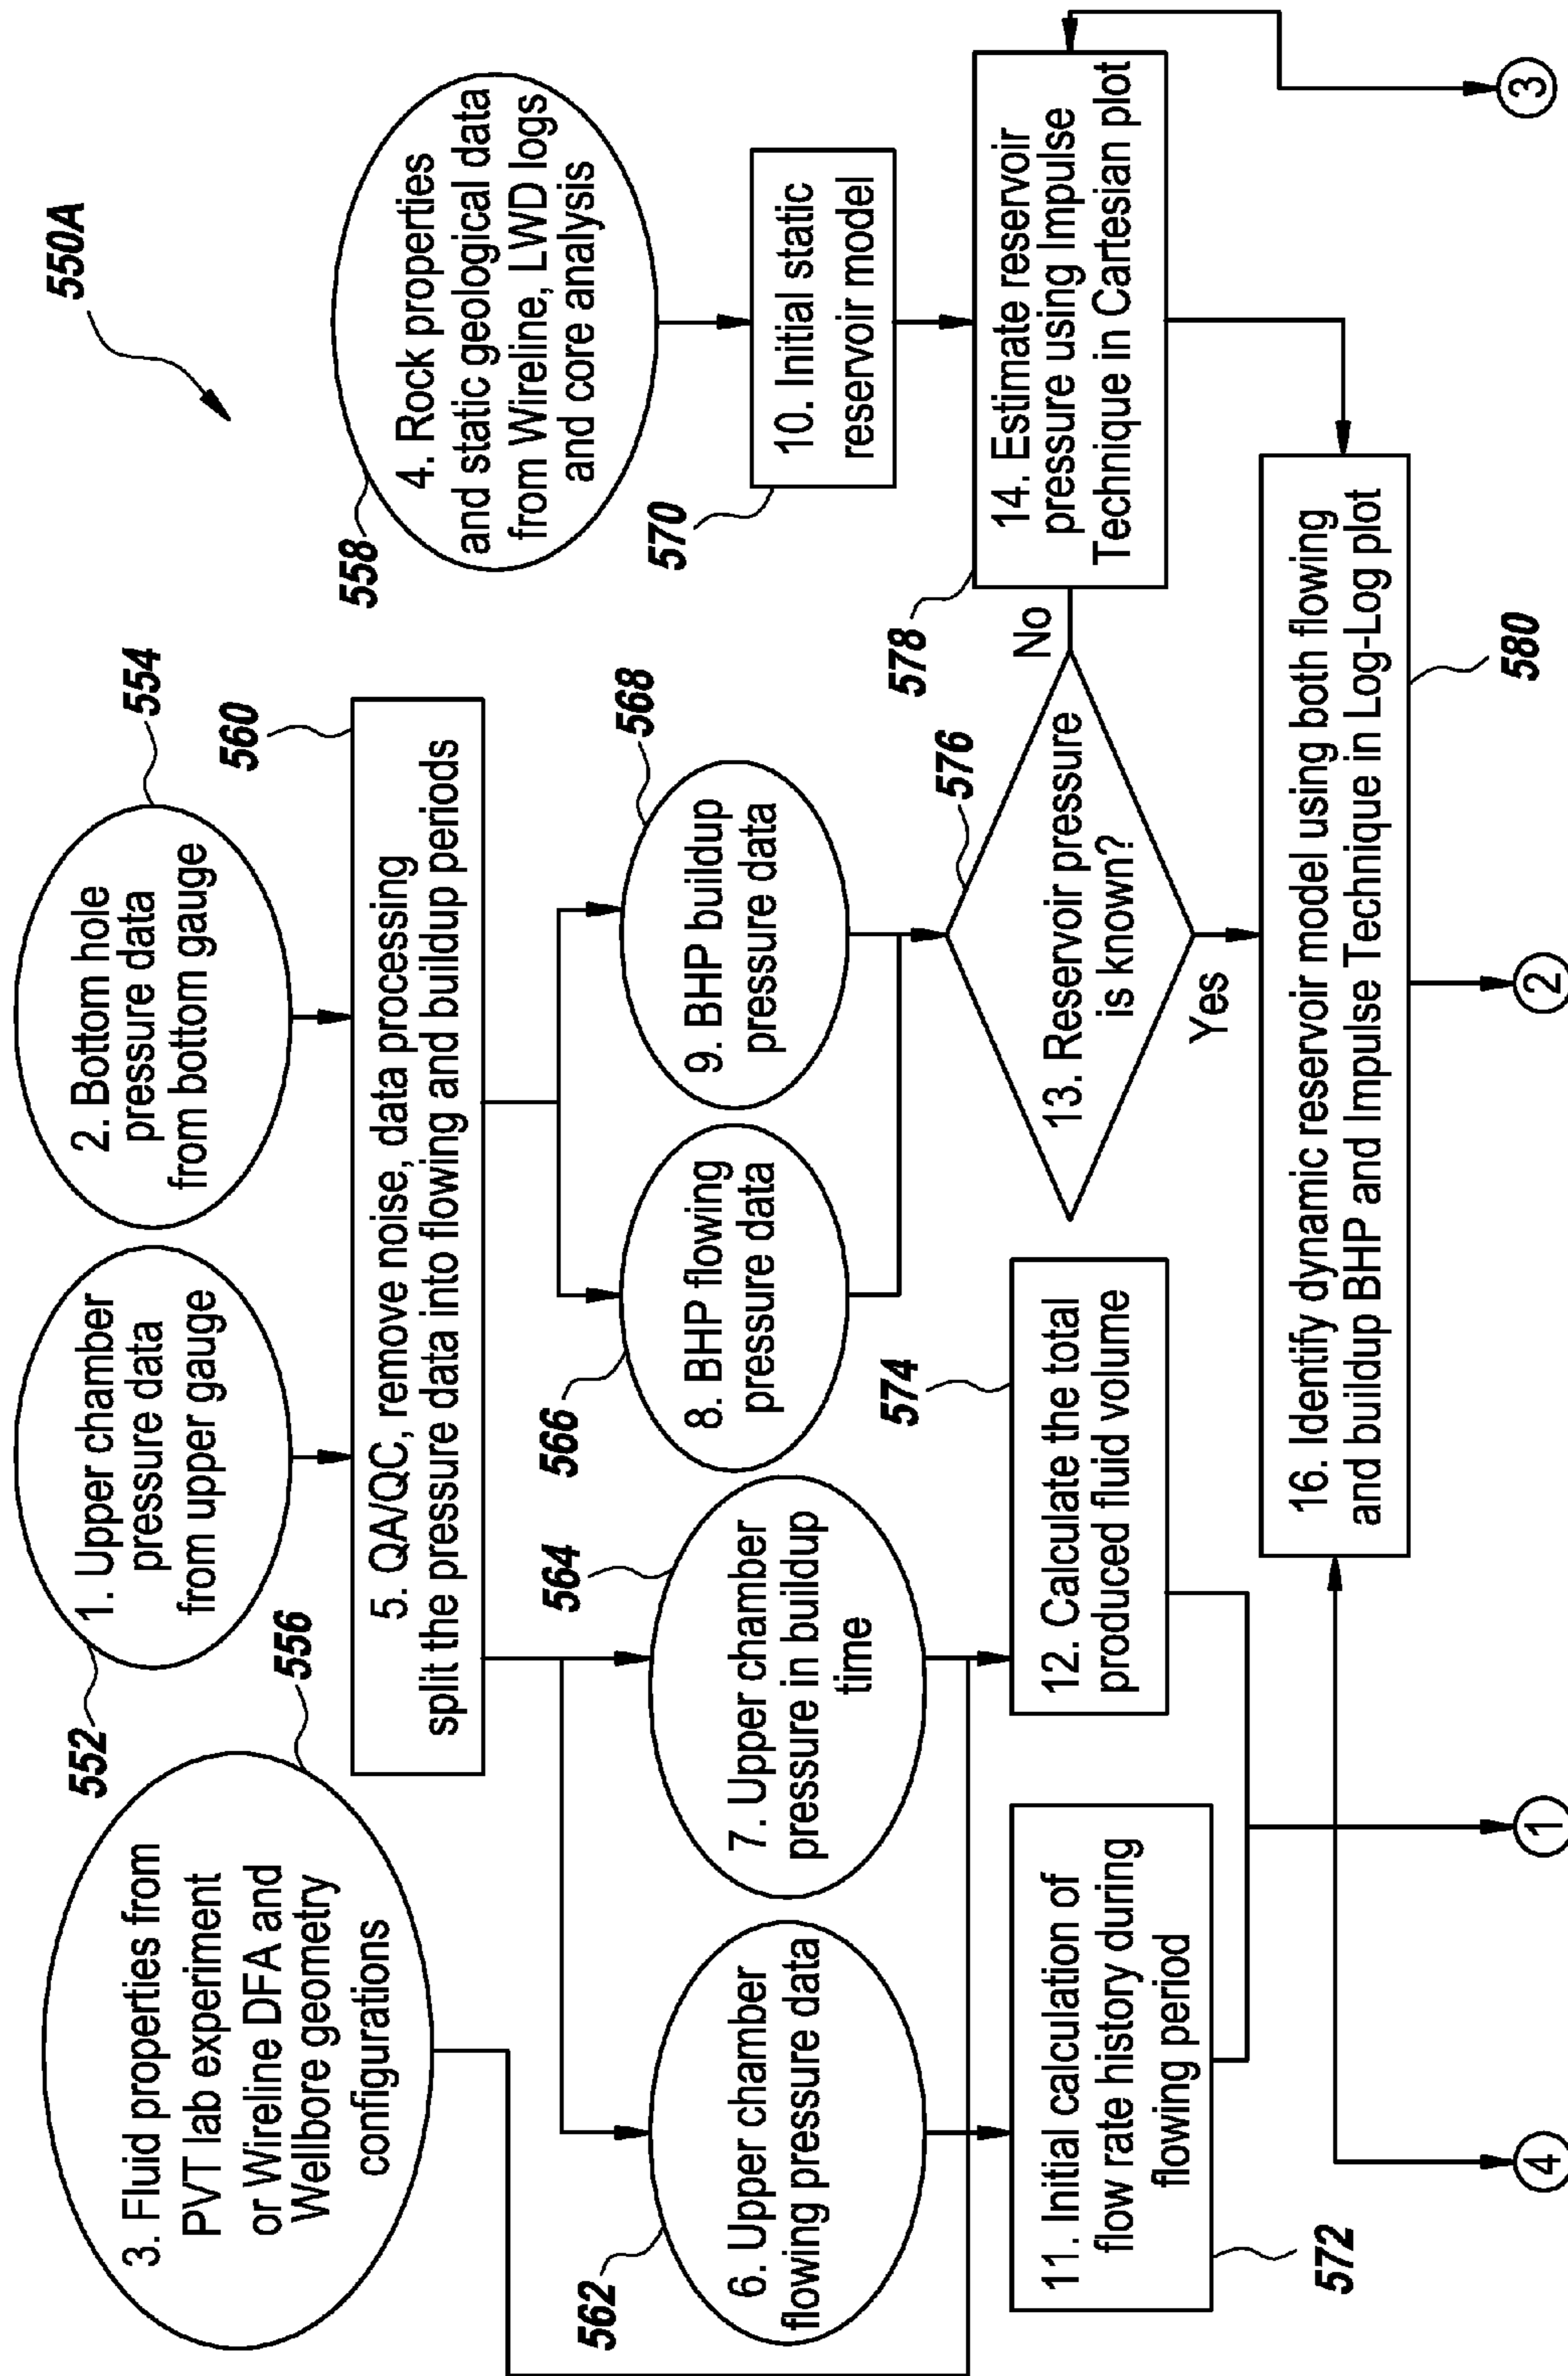 550A
3. Fluid properties from
PVT lab experiment
or Wireline DFA and
Wellbore geometry
configurations
556
1. Upper chamber
pressure data
from upper gauge
552
2. Bottom hole
pressure data
from bottom gauge
554
4. Rock properties
and static geological data
from Wireline, LWD logs
and core analysis
558
5. QA/QC, remove noise, data processing
split the pressure data into flowing and buildup periods
560
6. Upper chamber
flowing pressure data
562
7. Upper chamber
pressure in buildup
time
564
8. BHP flowing
pressure data
566
9. BHP buildup
pressure data
568
10. Initial static
reservoir model
570
11. Initial calculation of
flow rate history during
flowing period
572
12. Calculate the total
produced fluid volume
574
13. Reservoir pressure
is known?
576
No
Yes
14. Estimate reservoir
pressure using Impulse
Technique in Cartesian plot
578
16. Identify dynamic reservoir model using both flowing
and buildup BHP and Impulse Technique in Log-Log plot
580
4
1
2
3